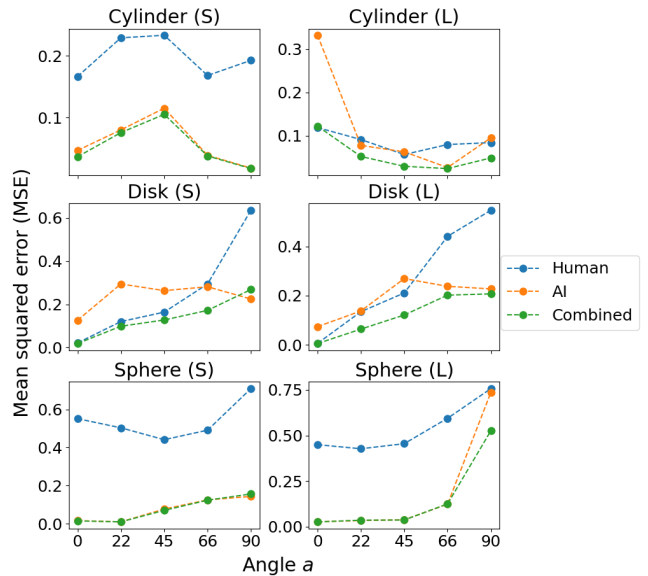 Cylinder (S)
Cylinder (L)
0.2
0.1
0.3
0.2
0.1
Disk (S)
Disk (L)
0.6
0.4
0.2
0.0
0.4
0.2
0.0
Human
AI
Combined
Sphere (S)
Sphere (L)
0.6
0.4
0.2
0.0
0.75
0.50
0.25
0.00
0 22 45 66 90
0 22 45 66 90
Mean squared error (MSE)
Angle a